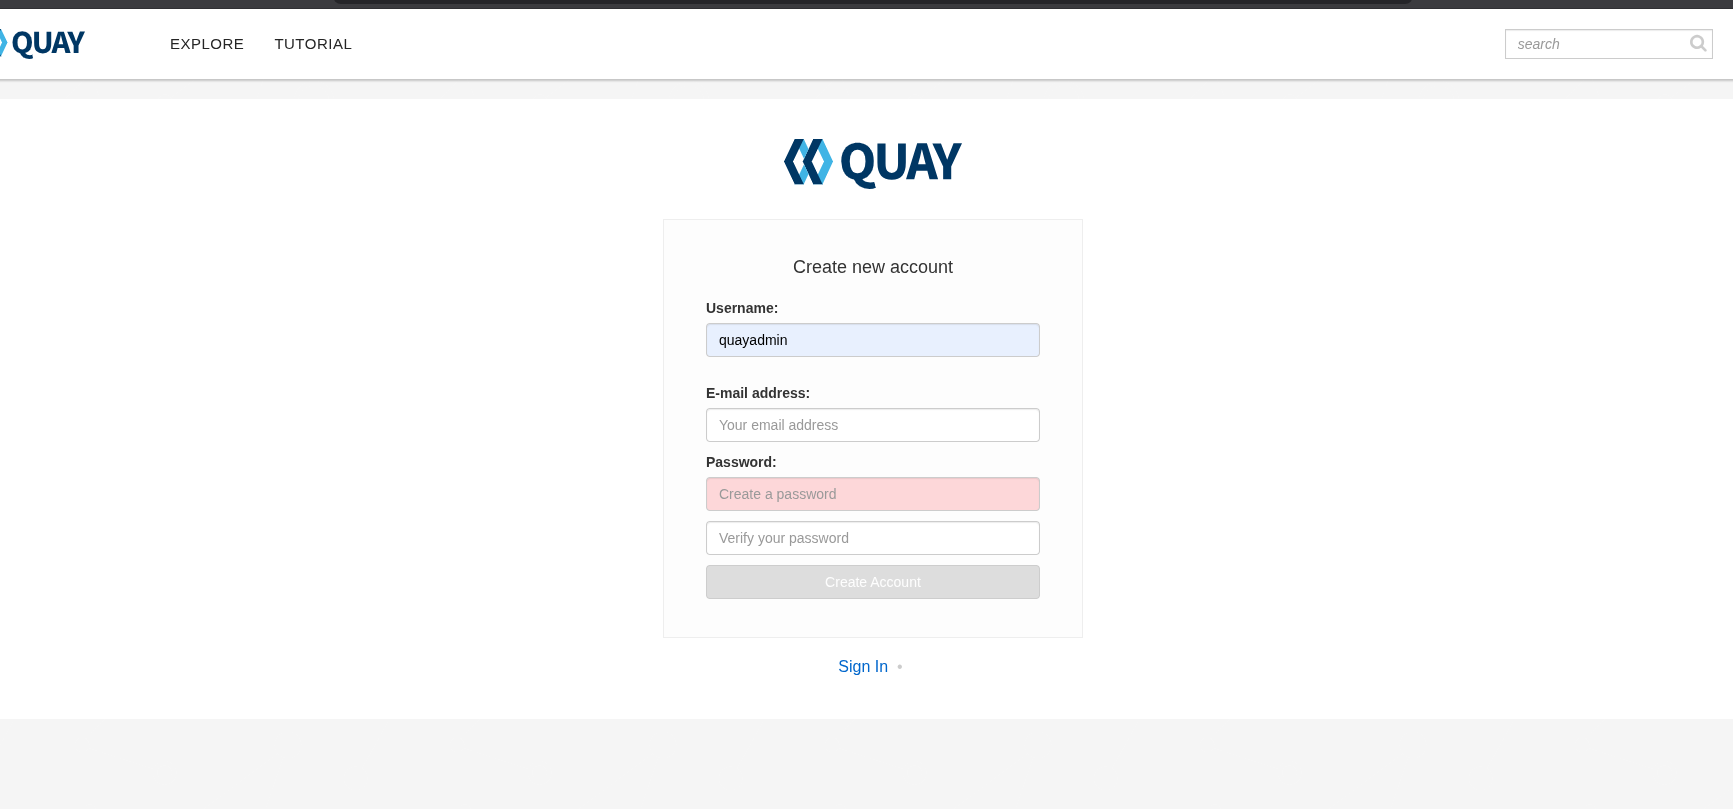 QUAY
EXPLORE
TUTORIAL
search
QUAY
Create new account
Username:
quayadmin
E-mail address:
Your email address
Password:
Create a password
Verify your password
Create Account
Sign In